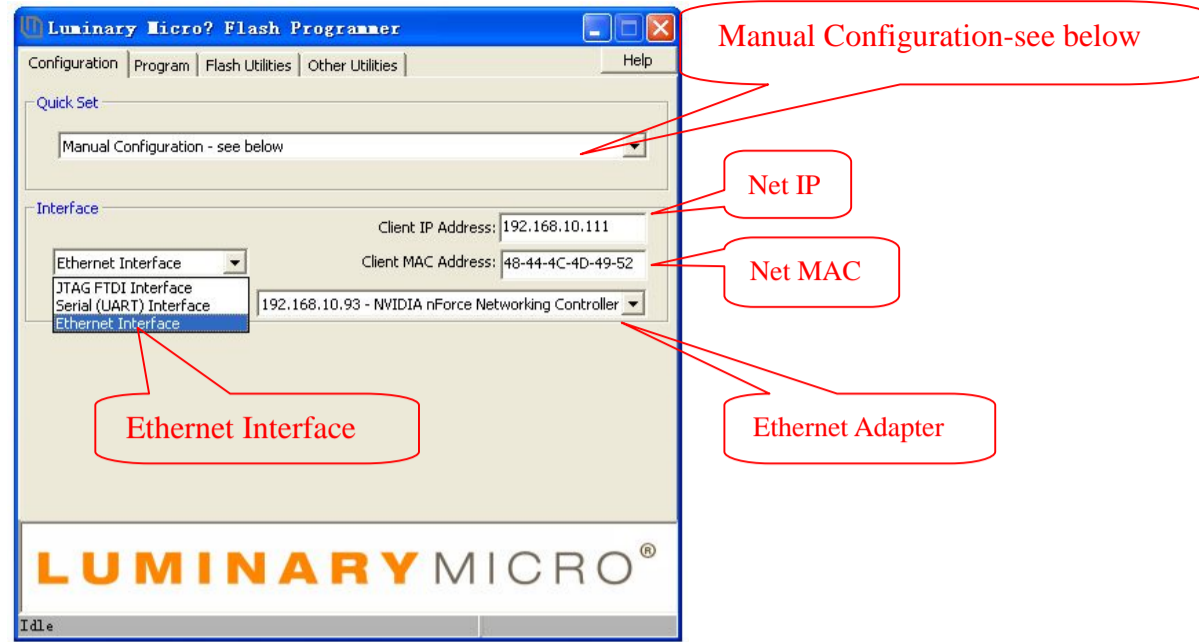 Luminary Micro? Flash Programmer
Manual Configuration-see below
Configuration Program Flash Utilities Other Utilities Help
Quick Set
Manual Configuration - see below
Net IP
Interface
Client IP Address: 192.168.10.111
Ethernet Interface
Client MAC Address: 48-44-4C-4D-49-52
Net MAC
JTAG FTDI Interface
Serial (UART) Interface
Ethernet Interface
192.168.10.93 - NVIDIA nForce Networking Controller
Ethernet Interface
Ethernet Adapter
LUMINARYMICRO®
Idle